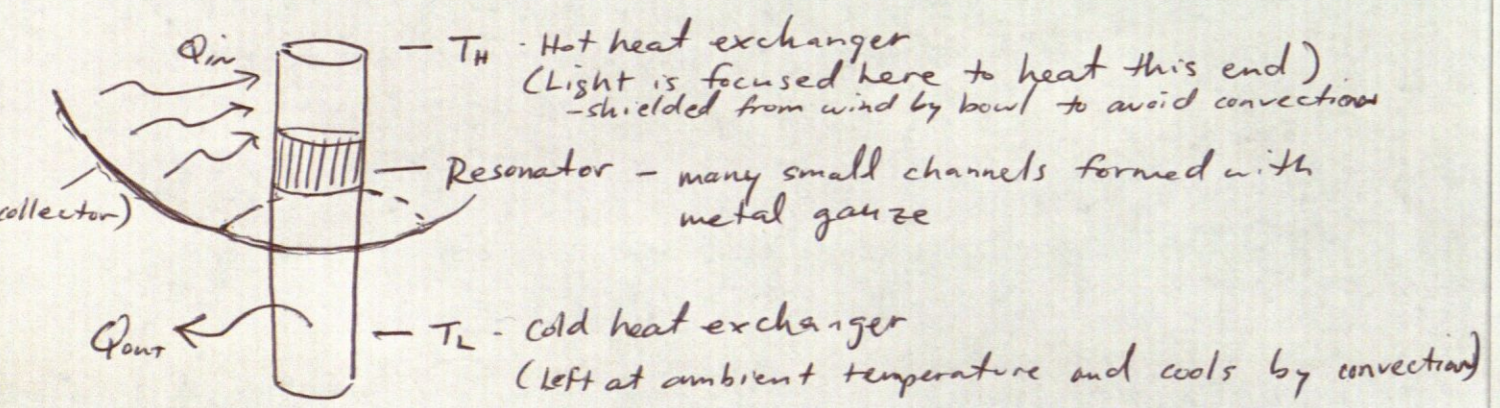 Qin
— TH · Hot heat exchanger
(Light is focused here to heat this end)
- shielded from wind by bowl to avoid convection
— Resonator — many small channels formed with
metal gauze
collector)
Qout
— TL - Cold heat exchanger
(Left at ambient temperature and cools by convection)